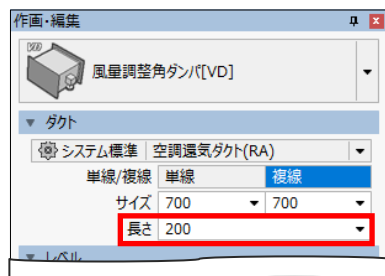 作画・編集
VD
風量調整角ダンパ[VD]
ダクト
システム標準 空調還気ダクト(RA)
単線/複線 単線 複線
サイズ 700 700
長さ 200
レベル